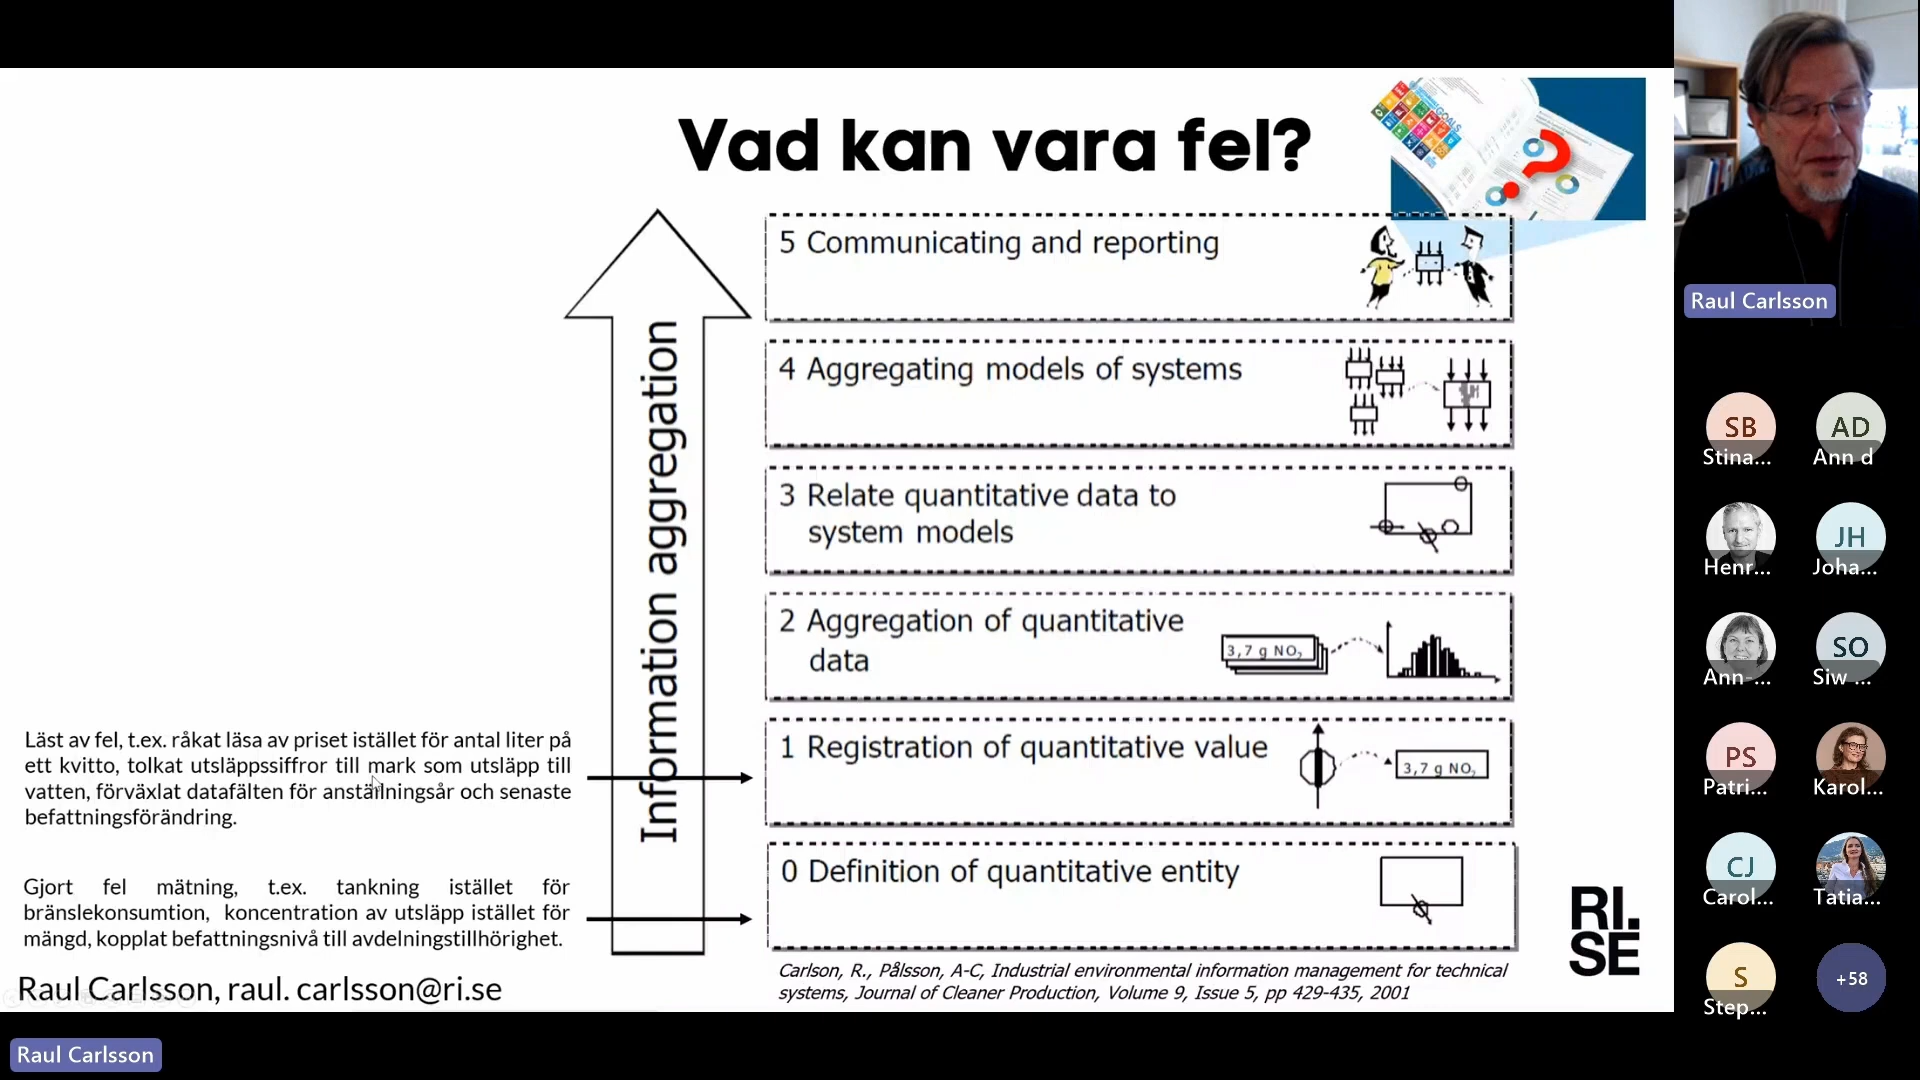 Vad kan vara fel?
5 Communicating and reporting
4 Aggregating models of systems
3 Relate quantitative data to
system models
2 Aggregation of quantitative
data
3,7 g NO2
1 Registration of quantitative value
3,7 g NO2
0 Definition of quantitative entity
Information aggregation
Läst av fel, t.ex. råkat läsa av priset istället för antal liter på
ett kvitto, tolkat utsläppssiffror till mark som utsläpp till
vatten, förväxlat datafälten för anställningsår och senaste
befattningsförändring.
Gjort fel mätning, t.ex. tankning istället för
bränslekonsumtion, koncentration av utsläpp istället för
mängd, kopplat befattningsnivå till avdelningstillhörighet.
Raul Carlsson, raul. carlsson@ri.se
Carlson, R., Pålsson, A-C, Industrial environmental information management for technical
systems, Journal of Cleaner Production, Volume 9, Issue 5, pp 429-435, 2001
RI.
SE
Raul Carlsson
Raul Carlsson
SB
Stina...
AD
Ann d
Henr...
JH
Joha...
Ann-...
SO
Siw ...
PS
Patri...
Karol...
CJ
Carol...
Tatia...
S
Step...
+58